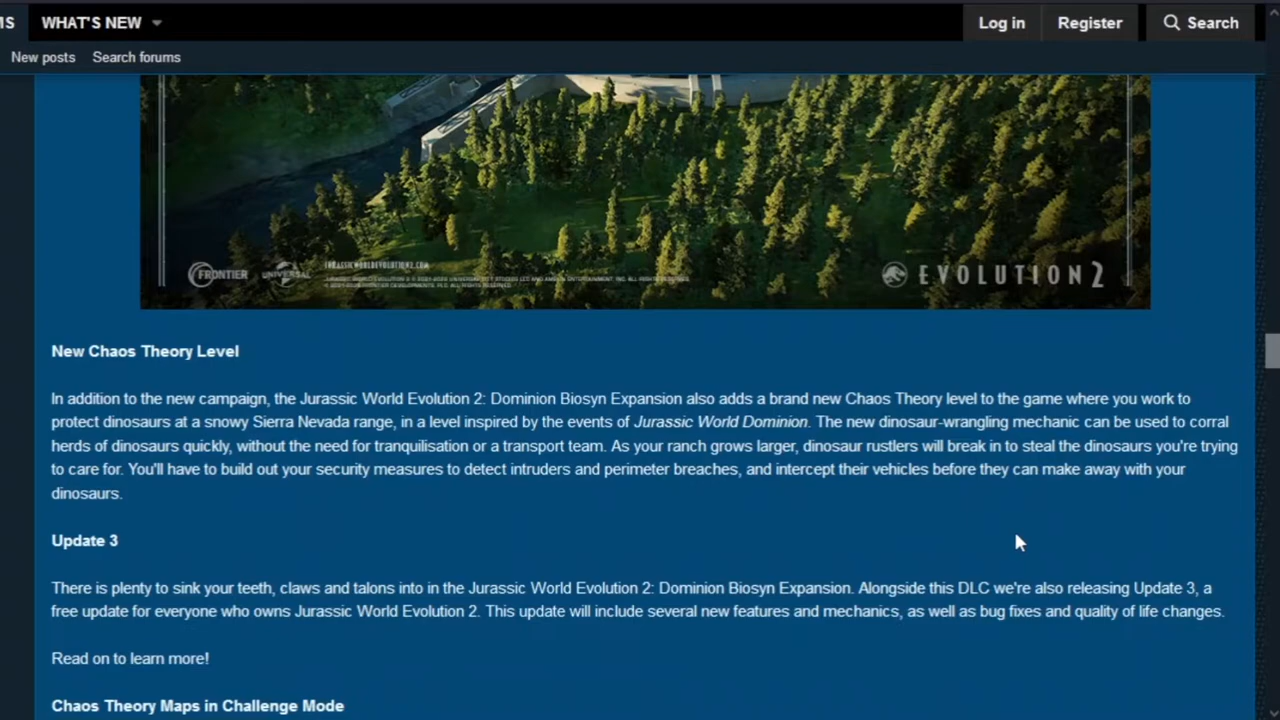 MS WHAT'S NEW Log in Register Search
New posts Search forums
FRONTIER UNIVERSAL JURASSICWORLDEVOLUTION2.COM EVOLUTION 2
New Chaos Theory Level
In addition to the new campaign, the Jurassic World Evolution 2: Dominion Biosyn Expansion also adds a brand new Chaos Theory level to the game where you work to
protect dinosaurs at a snowy Sierra Nevada range, in a level inspired by the events of Jurassic World Dominion. The new dinosaur-wrangling mechanic can be used to corral
herds of dinosaurs quickly, without the need for tranquilisation or a transport team. As your ranch grows larger, dinosaur rustlers will break in to steal the dinosaurs you're trying
to care for. You'll have to build out your security measures to detect intruders and perimeter breaches, and intercept their vehicles before they can make away with your
dinosaurs.
Update 3
There is plenty to sink your teeth, claws and talons into in the Jurassic World Evolution 2: Dominion Biosyn Expansion. Alongside this DLC we're also releasing Update 3, a
free update for everyone who owns Jurassic World Evolution 2. This update will include several new features and mechanics, as well as bug fixes and quality of life changes.
Read on to learn more!
Chaos Theory Maps in Challenge Mode